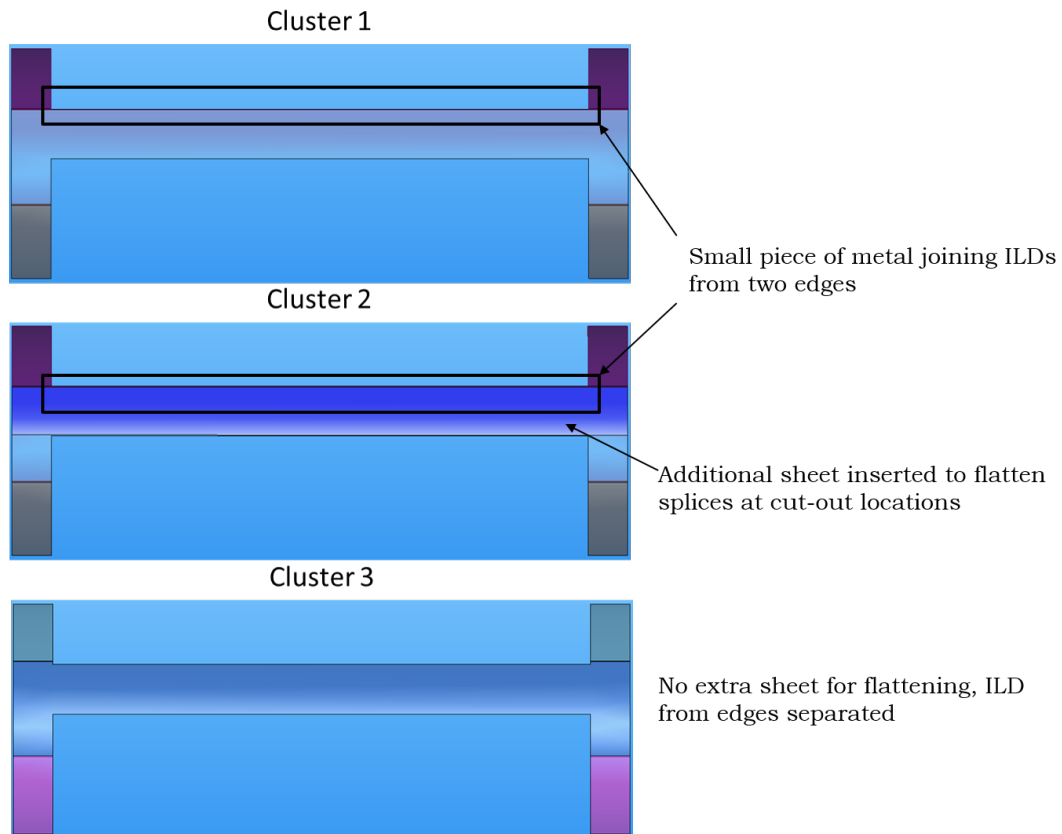 Cluster 1
Small piece of metal joining ILDs
from two edges
Cluster 2
Additional sheet inserted to flatten
splices at cut-out locations
Cluster 3
No extra sheet for flattening, ILD
from edges separated